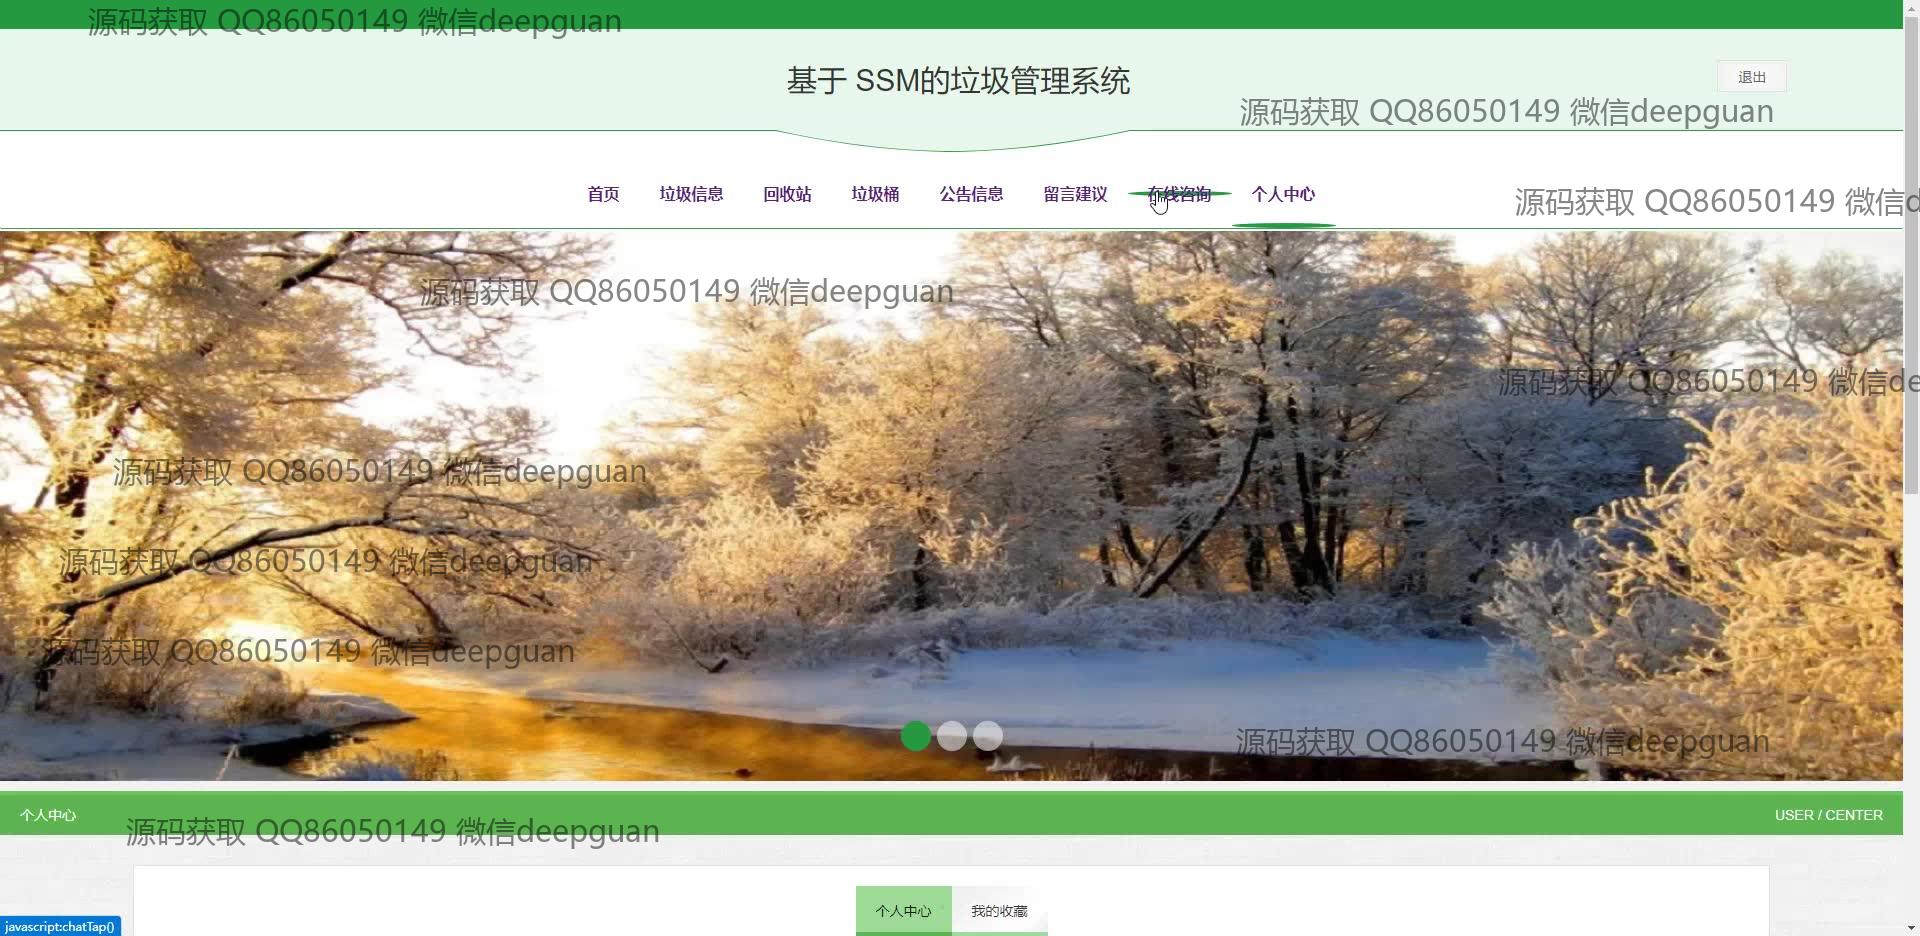 源码获取 QQ86050149 微信deepguan
基于 SSM的垃圾管理系统
退出
源码获取 QQ86050149 微信deepguan
首页 垃圾信息 回收站 垃圾桶 公告信息 留言建议 在线咨询 个人中心
源码获取 QQ86050149 微信d
源码获取 QQ86050149 微信deepguan
源码获取 QQ86050149 微信de
源码获取 QQ86050149 微信deepguan
源码获取 QQ86050149 微信deepguan
源码获取 QQ86050149 微信deepguan
源码获取 QQ86050149 微信deepguan
个人中心 USER / CENTER
源码获取 QQ86050149 微信deepguan
个人中心 我的收藏
javascript:chatTap()